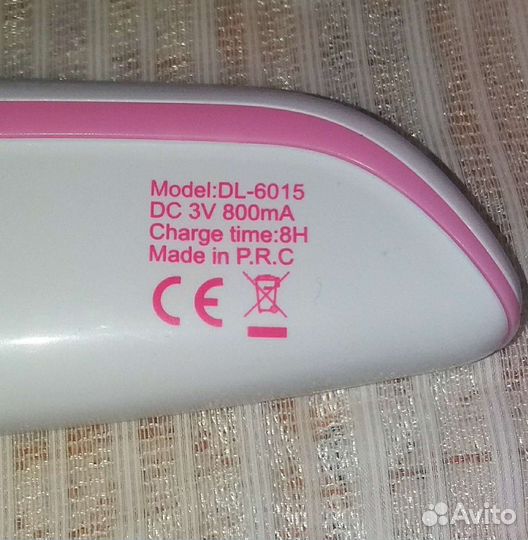 Model:DL-6015
DC 3V 800mA
Charge time:8H
Made in P.R.C
CE
Avito